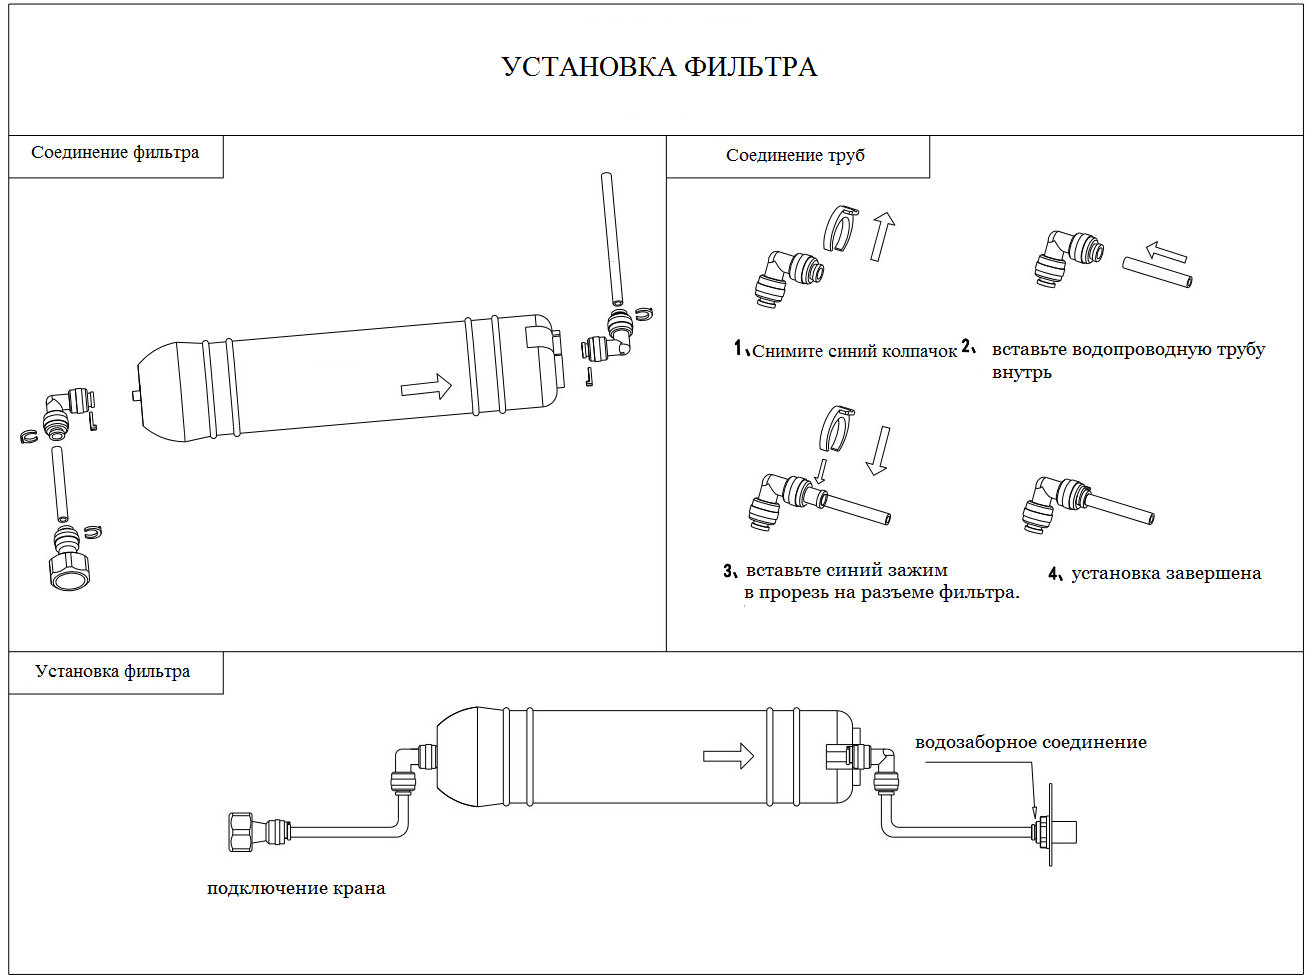 УСТАНОВКА ФИЛЬТРА
Соединение фильтра
Соединение труб
1、Снимите синий колпачок
2、 вставьте водопроводную трубу
внутрь
3、 вставьте синий зажим
в прорезь на разъеме фильтра.
4、 установка завершена
Установка фильтра
водозаборное соединение
подключение крана